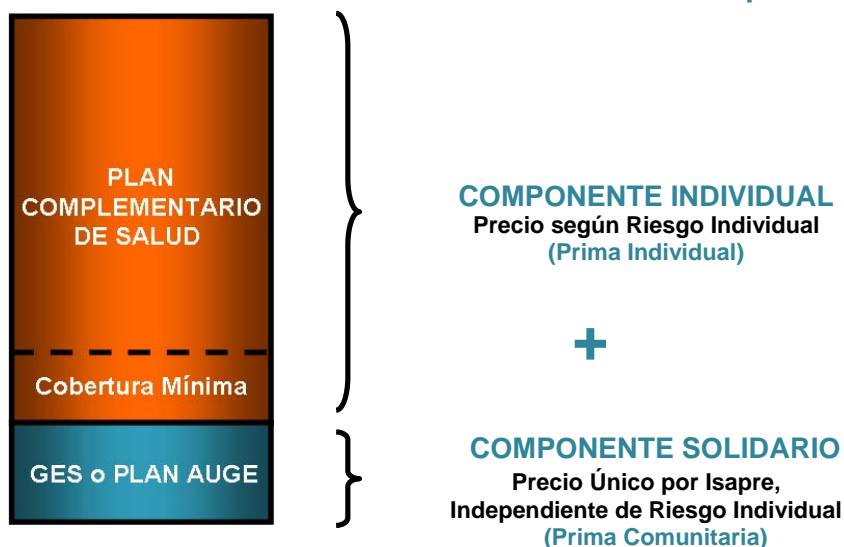 PLAN
COMPLEMENTARIO
DE SALUD
Cobertura Mínima
GES o PLAN AUGE
COMPONENTE INDIVIDUAL
Precio según Riesgo Individual
(Prima Individual)
+
COMPONENTE SOLIDARIO
Precio Único por Isapre,
Independiente de Riesgo Individual
(Prima Comunitaria)